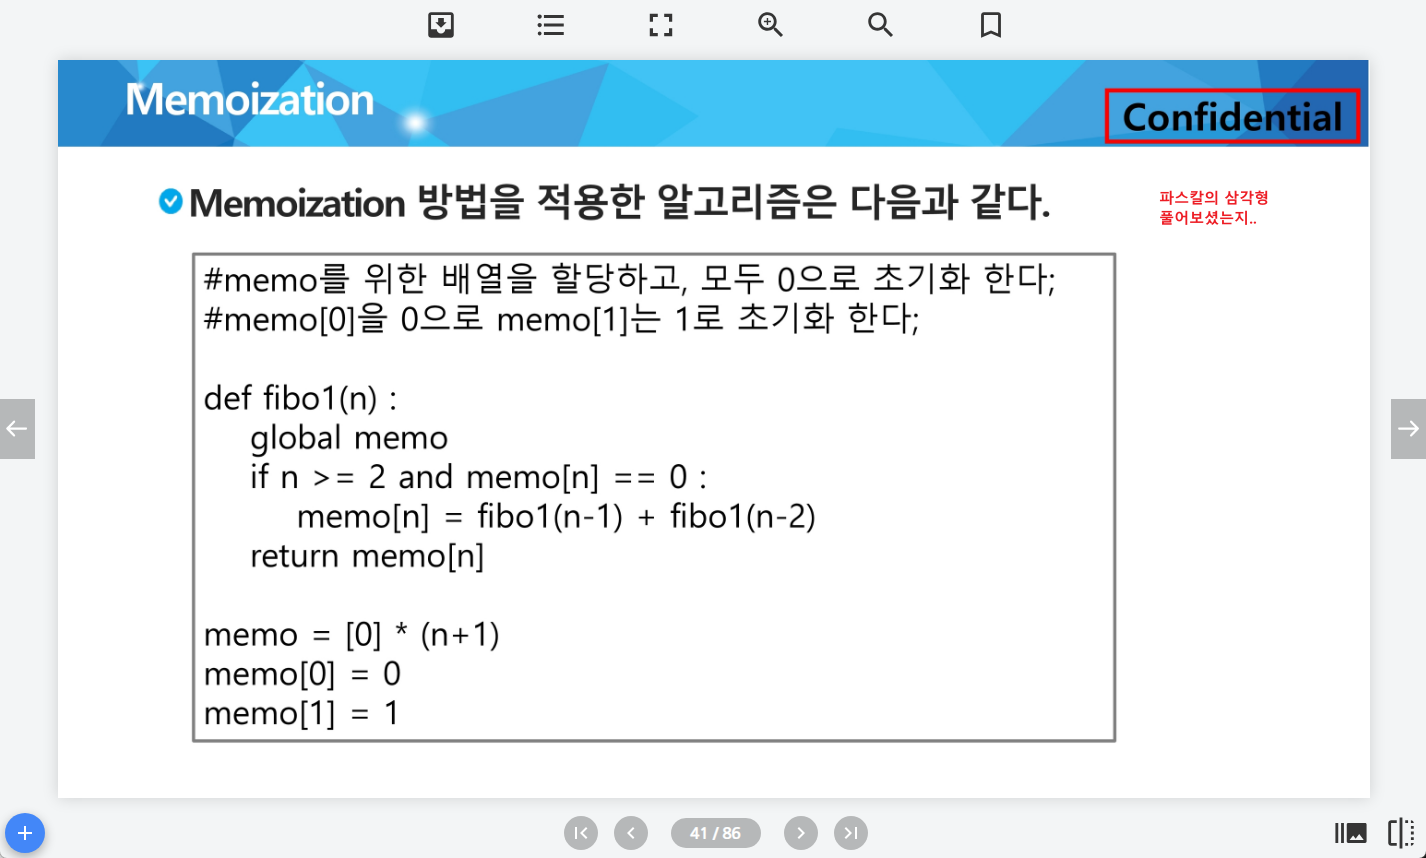 Memoization
Confidential
Memoization 방법을 적용한 알고리즘은 다음과 같다.
파스칼의 삼각형
풀어보셨는지..
#memo를 위한 배열을 할당하고, 모두 0으로 초기화 한다;
#memo[0]을 0으로 memo[1]는 1로 초기화 한다;
def fibo1(n) :
global memo
if n >= 2 and memo[n] == 0 :
memo[n] = fibo1(n-1) + fibo1(n-2)
return memo[n]
memo = [0] * (n+1)
memo[0] = 0
memo[1] = 1
41 / 86